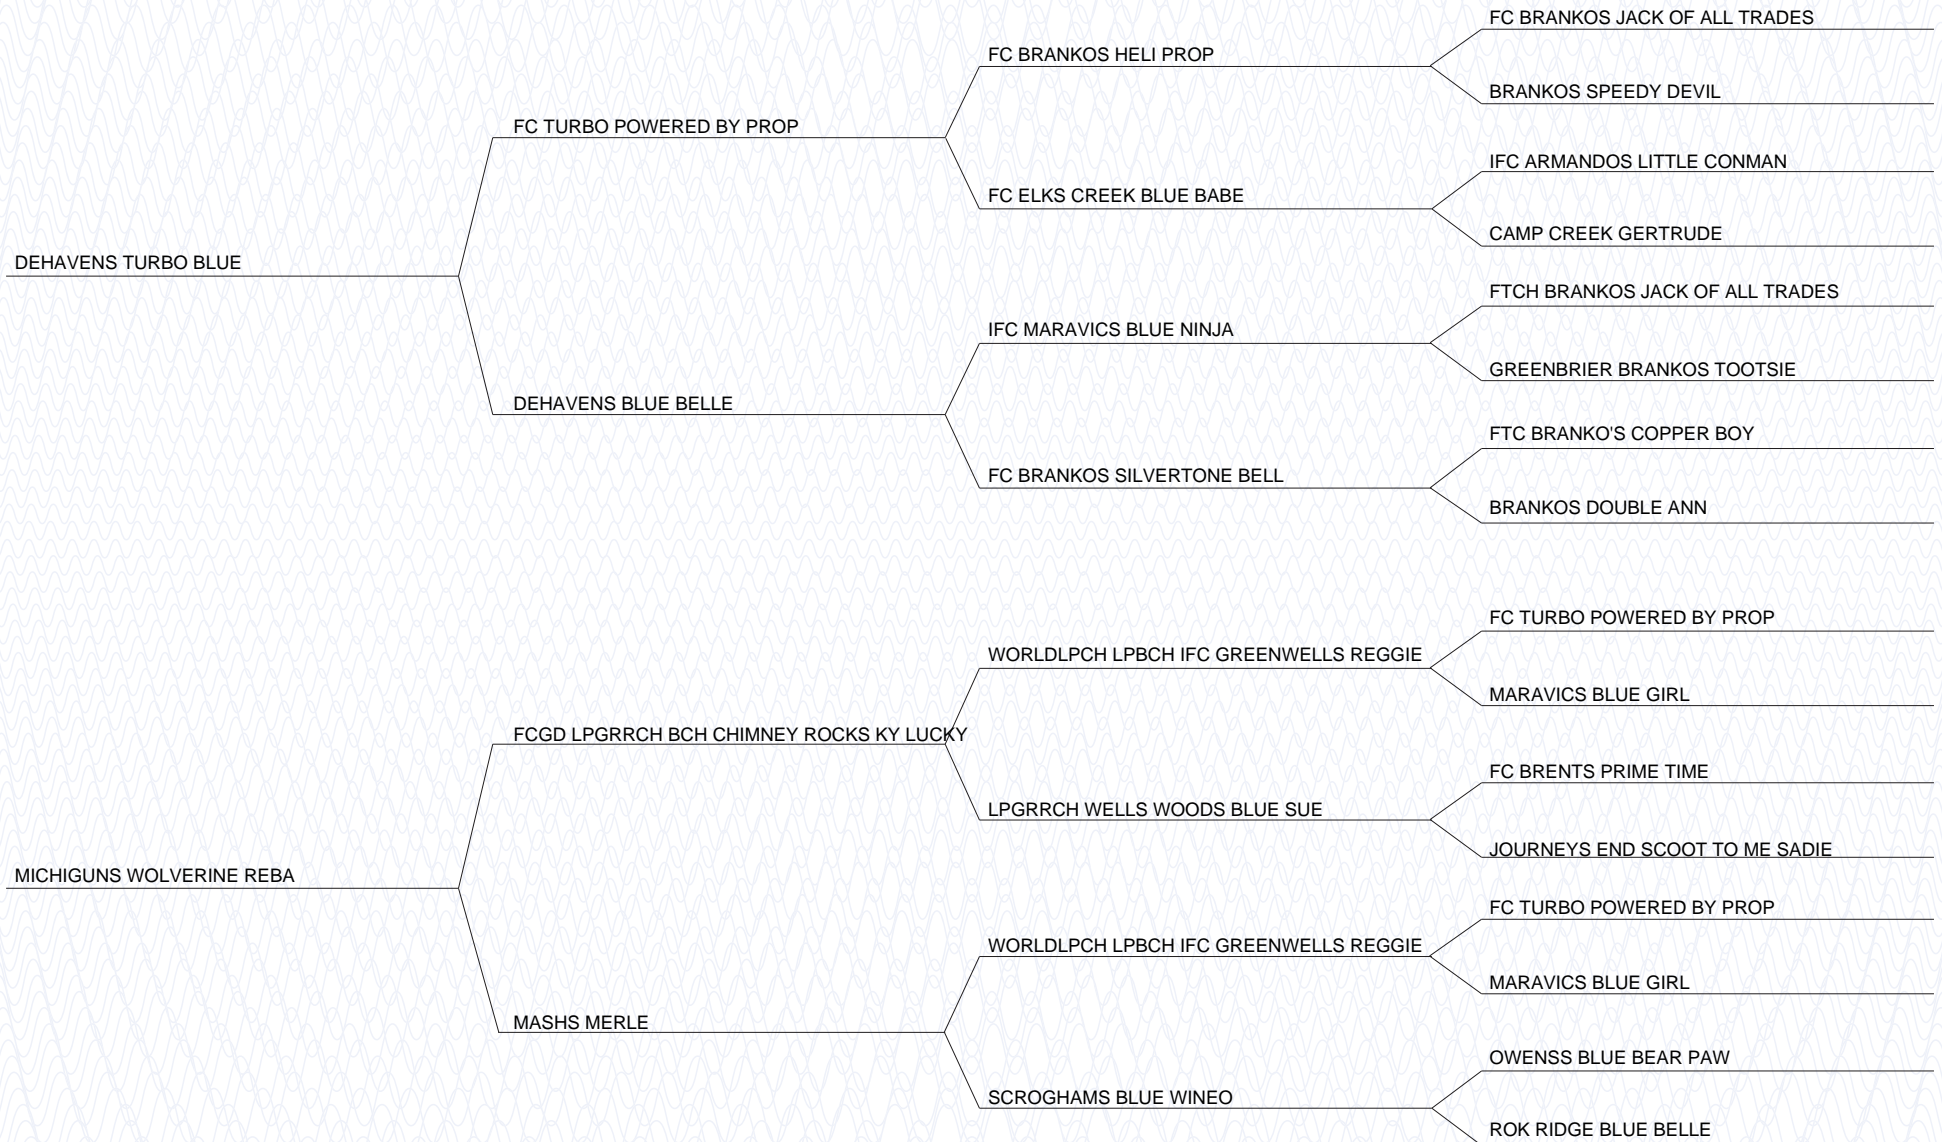 FC BRANKOS JACK OF ALL TRADES
FC BRANKOS HELI PROP
BRANKOS SPEEDY DEVIL
FC TURBO POWERED BY PROP
IFC ARMANDOS LITTLE CONMAN
FC ELKS CREEK BLUE BABE
CAMP CREEK GERTRUDE
DEHAVENS TURBO BLUE
FTCH BRANKOS JACK OF ALL TRADES
IFC MARAVICS BLUE NINJA
GREENBRIER BRANKOS TOOTSIE
DEHAVENS BLUE BELLE
FTC BRANKO'S COPPER BOY
FC BRANKOS SILVERTONE BELL
BRANKOS DOUBLE ANN
FC TURBO POWERED BY PROP
WORLDLPCH LPBCH IFC GREENWELLS REGGIE
MARAVICS BLUE GIRL
FCGD LPGRRCH BCH CHIMNEY ROCKS KY LUCKY
FC BRENTS PRIME TIME
LPGRRCH WELLS WOODS BLUE SUE
JOURNEYS END SCOOT TO ME SADIE
MICHIGUNS WOLVERINE REBA
FC TURBO POWERED BY PROP
WORLDLPCH LPBCH IFC GREENWELLS REGGIE
MARAVICS BLUE GIRL
MASHS MERLE
OWENSS BLUE BEAR PAW
SCROGHAMS BLUE WINEO
ROK RIDGE BLUE BELLE